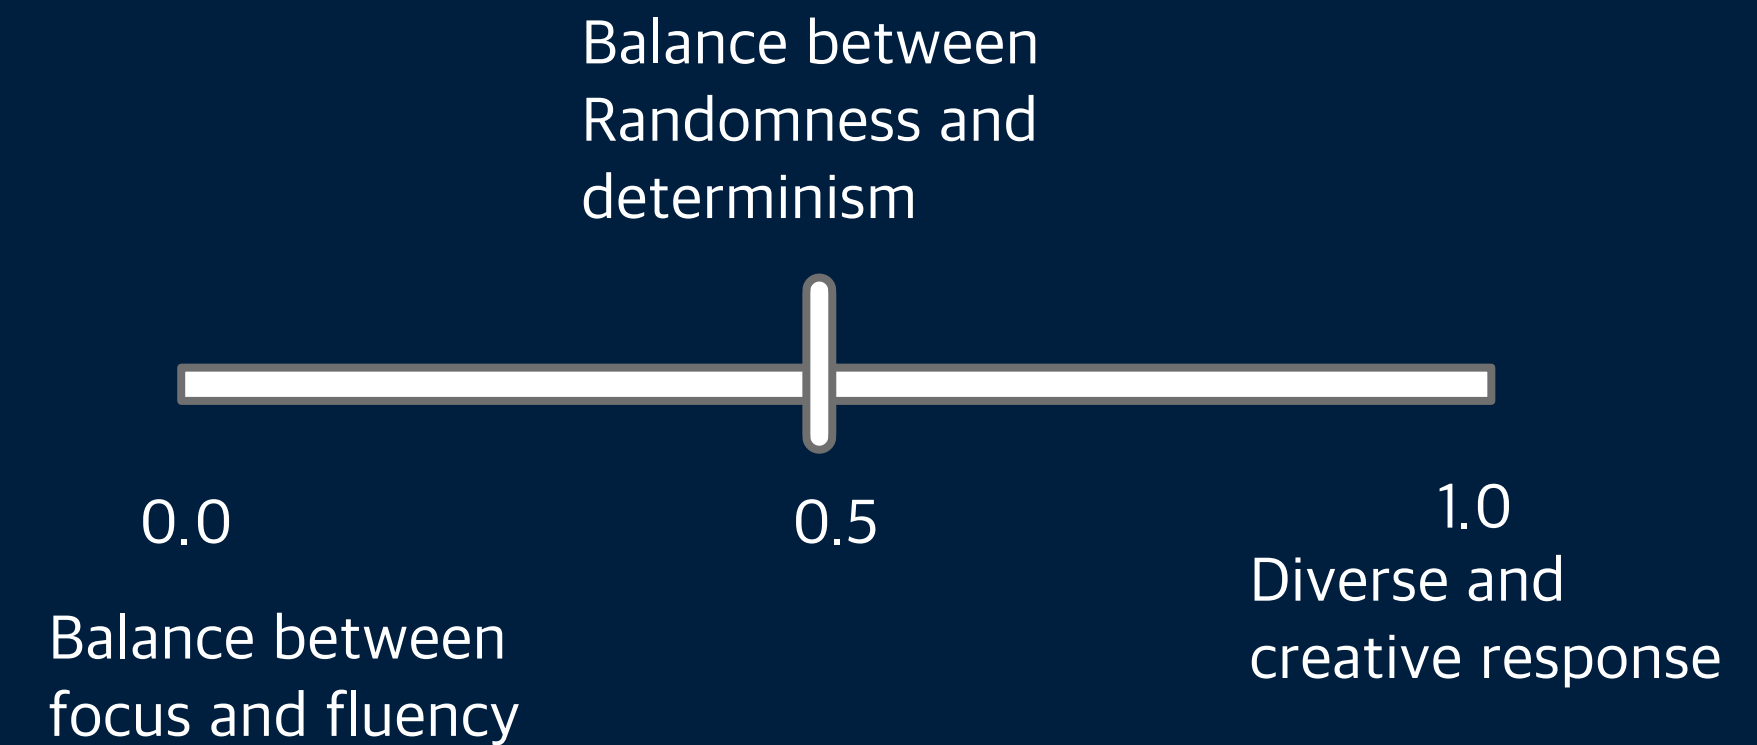 Balance between
Randomness and
determinism
0.0
0.5
1.0
Balance between
focus and fluency
Diverse and
creative response